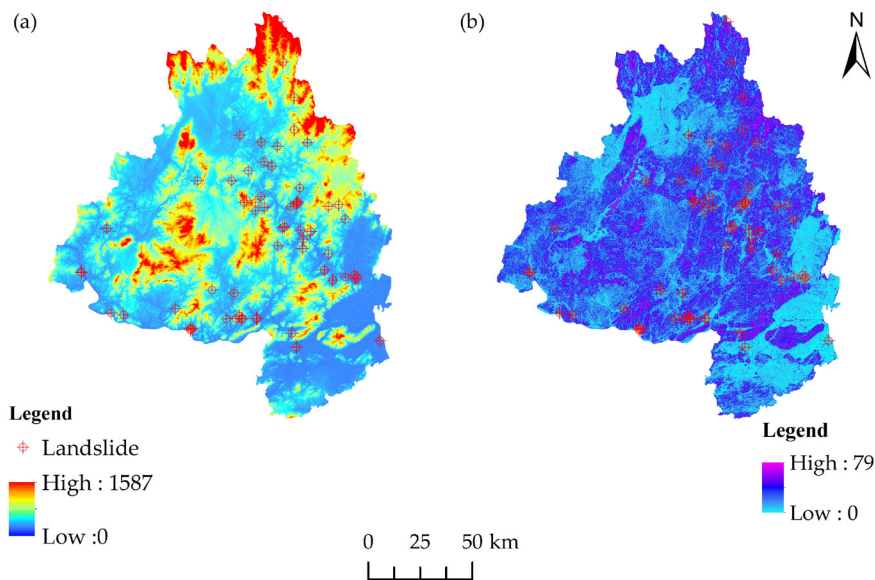 (a)
(b)
N
Legend
Landslide
High : 1587
Low :0
Legend
High : 79
Low : 0
0 25 50 km